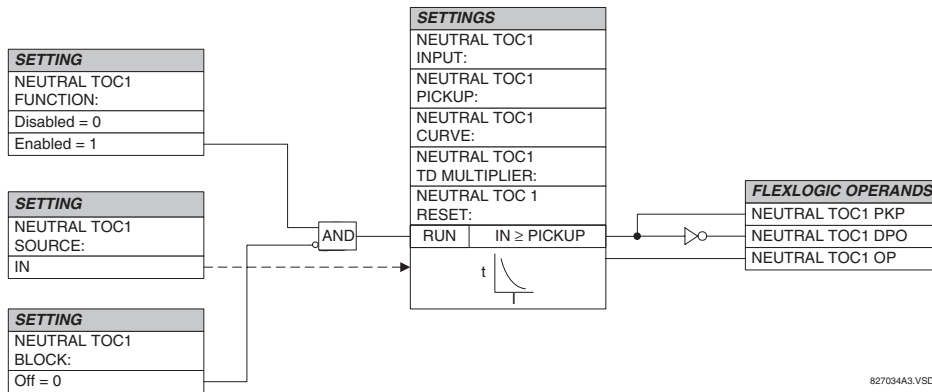 SETTING
NEUTRAL TOC1
FUNCTION:
Disabled = 0
Enabled = 1
SETTING
NEUTRAL TOC1
SOURCE:
IN
SETTING
NEUTRAL TOC1
BLOCK:
Off = 0
AND
SETTINGS
NEUTRAL TOC1
INPUT:
NEUTRAL TOC1
PICKUP:
NEUTRAL TOC1
CURVE:
NEUTRAL TOC1
TD MULTIPLIER:
NEUTRAL TOC 1
RESET:
RUN IN ≥ PICKUP
t
I
FLEXLOGIC OPERANDS
NEUTRAL TOC1 PKP
NEUTRAL TOC1 DPO
NEUTRAL TOC1 OP
827034A3.VSD